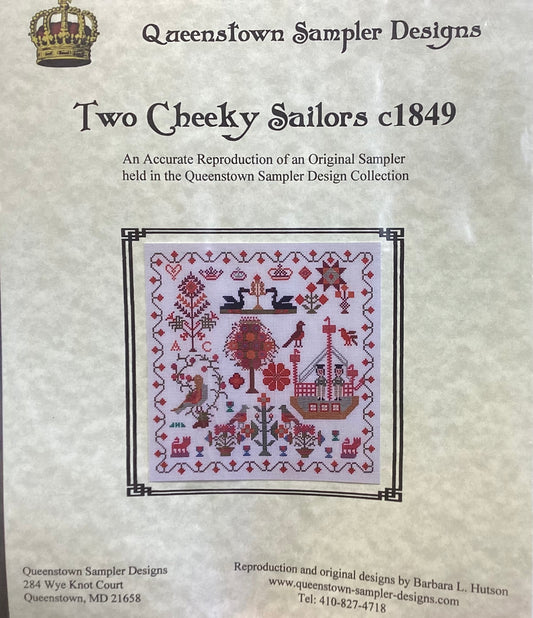 Queenstown Sampler Designs
Two Cheeky Sailors c1849
An Accurate Reproduction of an Original Sampler
held in the Queenstown Sampler Design Collection
A C
Queenstown Sampler Designs
284 Wye Knot Court
Queenstown, MD 21658
Reproduction and original designs by Barbara L. Hutson
www.queenstown-sampler-designs.com
Tel: 410-827-4718